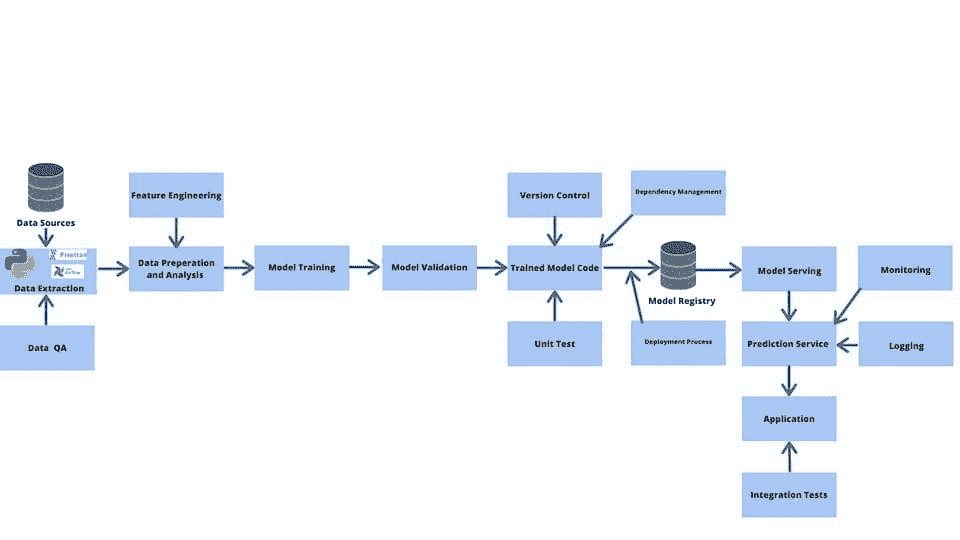 Data Sources
Fivetran
Airflow
Data Extraction
Data QA
Feature Engineering
Data Preperation
and Analysis
Model Training
Model Validation
Version Control
Dependency Management
Trained Model Code
Unit Test
Model Registry
Deployment Process
Model Serving
Monitoring
Prediction Service
Logging
Application
Integration Tests